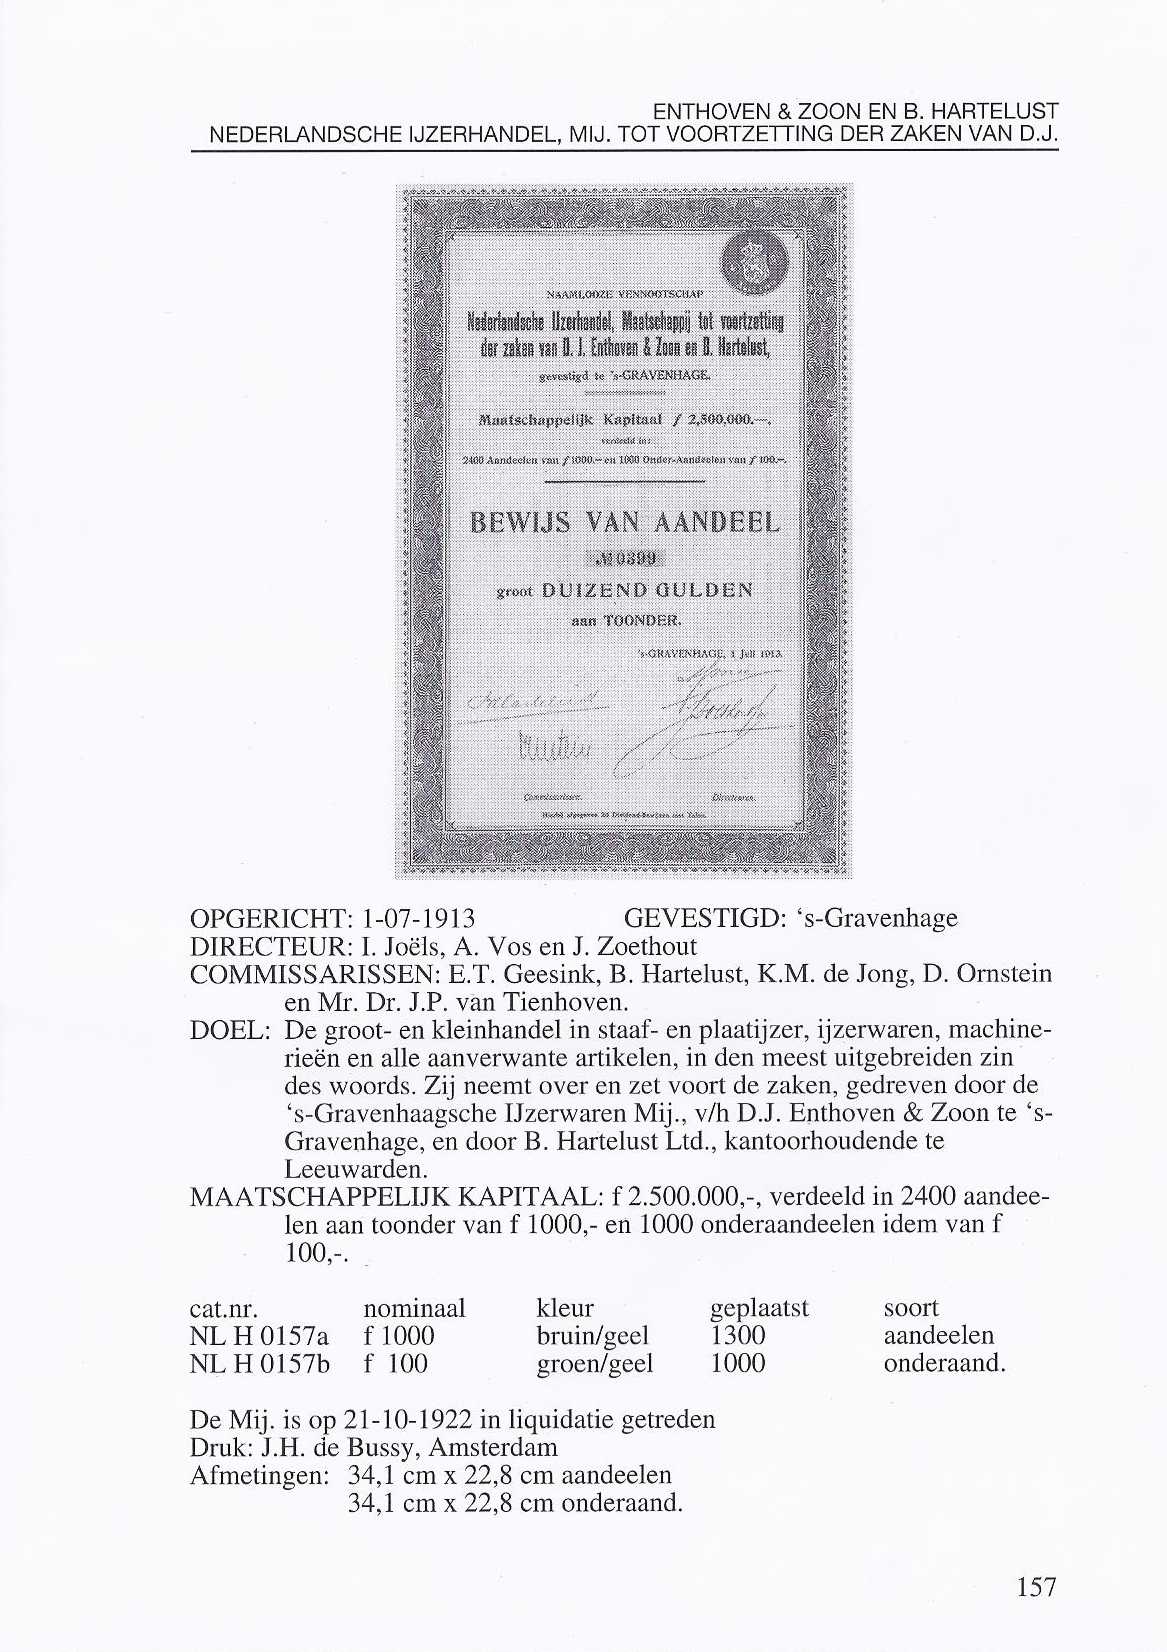 ENTHOVEN & ZOON EN B. HARTELUST
NEDERLANDSCHE IJZERHANDEL, MIJ. TOT VOORTZETTING DER ZAKEN VAN D.J.
NAAMLOOZE VENNOOTSCHAP
Nederlandsche IJzerhandel, Maatschappij tot voortzetting
der zaken van D. J. Enthoven & Zoon en B. Hartelust,
gevestigd te 's-GRAVENHAGE.
Maatschappelijk Kapitaal f 2,500,000.—,
verdeeld in:
2400 Aandeelen van f 1000.— en 1000 Onder-Aandeelen van f 100.—.
BEWIJS VAN AANDEEL
№ 0399
groot DUIZEND GULDEN
aan TOONDER.
's-GRAVENHAGE, 1 Juli 1913.
Commissarissen. Directeuren.
Hierbij afgegeven 25 Dividend-Bewijzen met Talon.
OPGERICHT: 1-07-1913 GEVESTIGD: ‘s-Gravenhage
DIRECTEUR: I. Joëls, A. Vos en J. Zoethout
COMMISSARISSEN: E.T. Geesink, B. Hartelust, K.M. de Jong, D. Ornstein
en Mr. Dr. J.P. van Tienhoven.
DOEL: De groot- en kleinhandel in staaf- en plaatijzer, ijzerwaren, machine-
rieën en alle aanverwante artikelen, in den meest uitgebreiden zin
des woords. Zij neemt over en zet voort de zaken, gedreven door de
‘s-Gravenhaagsche IJzerwaren Mij., v/h D.J. Enthoven & Zoon te ‘s-
Gravenhage, en door B. Hartelust Ltd., kantoorhoudende te
Leeuwarden.
MAATSCHAPPELIJK KAPITAAL: f 2.500.000,-, verdeeld in 2400 aandee-
len aan toonder van f 1000,- en 1000 onderaandeelen idem van f
100,-.
cat.nr. nominaal kleur geplaatst soort
NL H 0157a f 1000 bruin/geel 1300 aandeelen
NL H 0157b f 100 groen/geel 1000 onderaand.
De Mij. is op 21-10-1922 in liquidatie getreden
Druk: J.H. de Bussy, Amsterdam
Afmetingen: 34,1 cm x 22,8 cm aandeelen
34,1 cm x 22,8 cm onderaand.
157